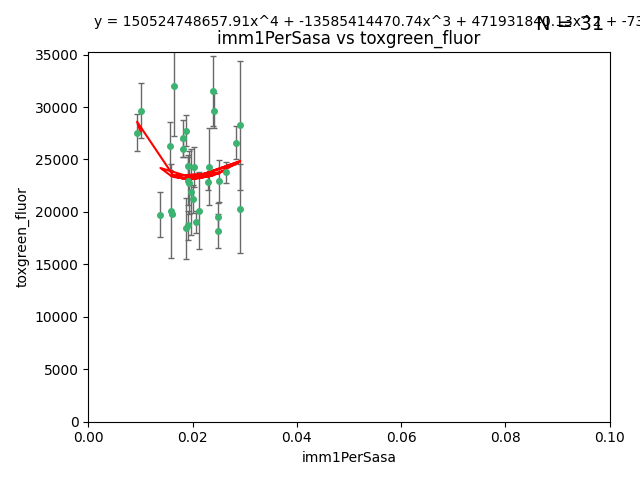 y = 150524748657.91x^4 + -13585414470.74x^3 + 471931840.13x^2 + -73
N = 31
imm1PerSasa vs toxgreen_fluor
35000
30000
25000
20000
15000
10000
5000
0
toxgreen_fluor
0.00 0.02 0.04 0.06 0.08 0.10
imm1PerSasa